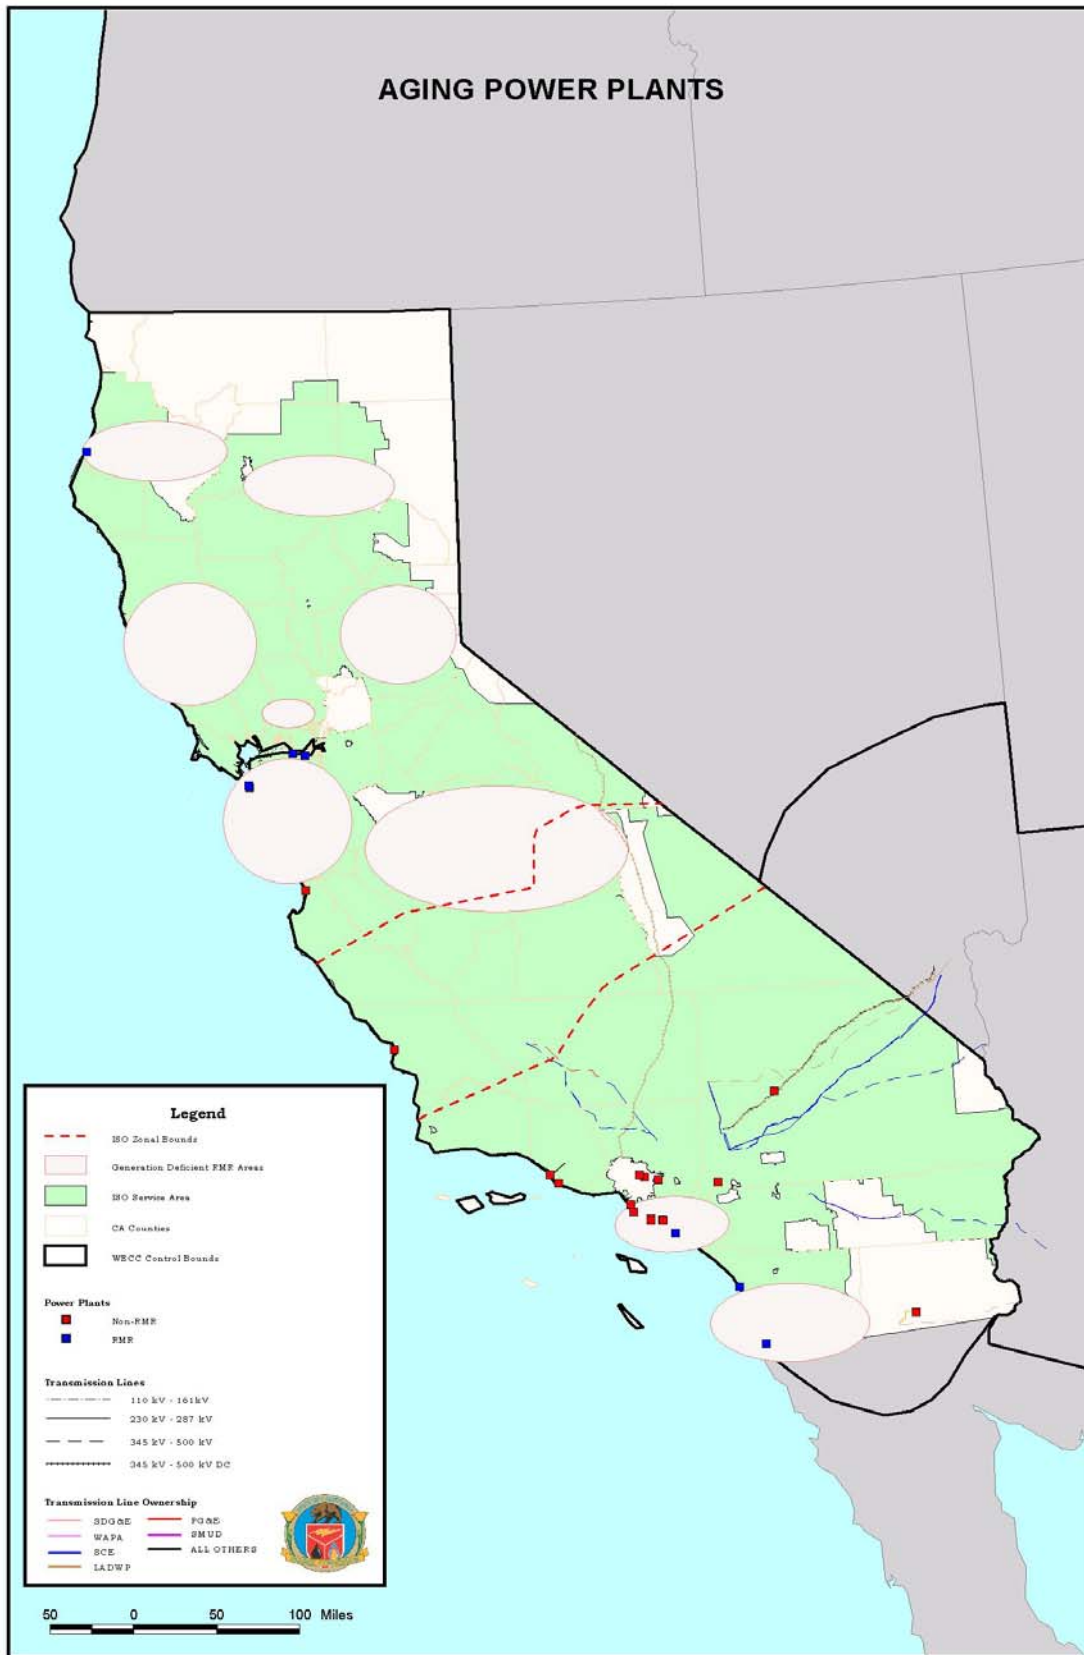 AGING POWER PLANTS
Legend
ISO Zonal Bounds
Generation Deficient RMR Areas
ISO Service Area
CA Counties
WECC Control Bounds
Power Plants
Non-RMR
RMR
Transmission Lines
110 kV - 161kV
230 kV - 287 kV
345 kV - 500 kV
345 kV - 500 kV DC
Transmission Line Ownership
SDG&E PG&E
WAPA SMUD
SCE ALL OTHERS
LADWP
50 0 50 100 Miles